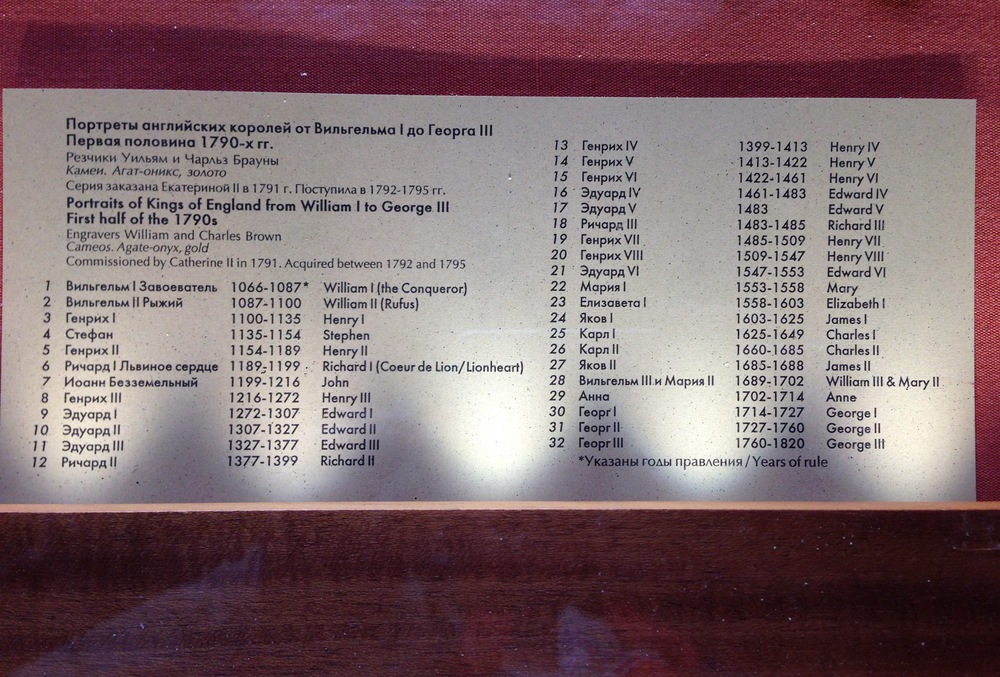 Портреты английских королей от Вильгельма I до Георга III
Первая половина 1790-х гг.
Резчики Уильям и Чарльз Брауны
Камеи. Агат-оникс, золото
Серия заказана Екатериной II в 1791 г. Поступила в 1792-1795 гг.
Portraits of Kings of England from William I to George III
First half of the 1790s
Engravers William and Charles Brown
Cameos. Agate-onyx, gold
Commissioned by Catherine II in 1791. Acquired between 1792 and 1795
1 Вильгельм I Завоеватель 1066-1087* William I (the Conqueror)
2 Вильгельм II Рыжий 1087-1100 William II (Rufus)
3 Генрих I 1100-1135 Henry I
4 Стефан 1135-1154 Stephen
5 Генрих II 1154-1189 Henry II
6 Ричард I Львиное сердце 1189-1199 Richard I (Coeur de Lion/Lionheart)
7 Иоанн Безземельный 1199-1216 John
8 Генрих III 1216-1272 Henry III
9 Эдуард I 1272-1307 Edward I
10 Эдуард II 1307-1327 Edward II
11 Эдуард III 1327-1377 Edward III
12 Ричард II 1377-1399 Richard II
13 Генрих IV 1399-1413 Henry IV
14 Генрих V 1413-1422 Henry V
15 Генрих VI 1422-1461 Henry VI
16 Эдуард IV 1461-1483 Edward IV
17 Эдуард V 1483 Edward V
18 Ричард III 1483-1485 Richard III
19 Генрих VII 1485-1509 Henry VII
20 Генрих VIII 1509-1547 Henry VIII
21 Эдуард VI 1547-1553 Edward VI
22 Мария I 1553-1558 Mary
23 Елизавета I 1558-1603 Elizabeth I
24 Яков I 1603-1625 James I
25 Карл I 1625-1649 Charles I
26 Карл II 1660-1685 Charles II
27 Яков II 1685-1688 James II
28 Вильгельм III и Мария II 1689-1702 William III & Mary II
29 Анна 1702-1714 Anne
30 Георг I 1714-1727 George I
31 Георг II 1727-1760 George II
32 Георг III 1760-1820 George III
*Указаны годы правления/Years of rule